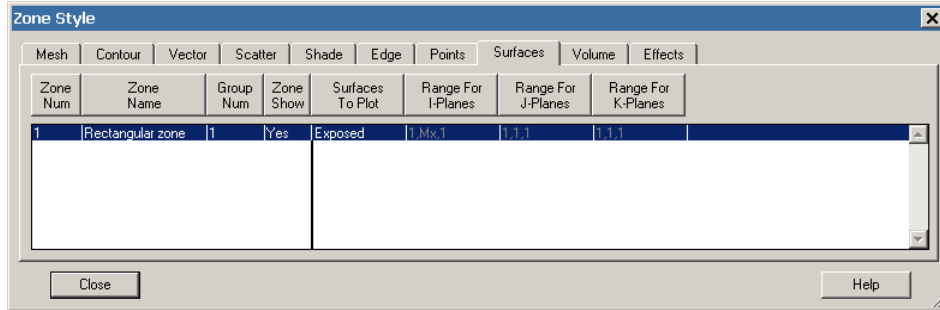 Zone Style
Mesh Contour Vector Scatter Shade Edge Points Surfaces Volume Effects
Zone Num Zone Name Group Num Zone Show Surfaces To Plot Range For I-Planes Range For J-Planes Range For K-Planes
1 Rectangular zone 1 Yes Exposed 1,Mx,1 1,1,1 1,1,1
Close Help